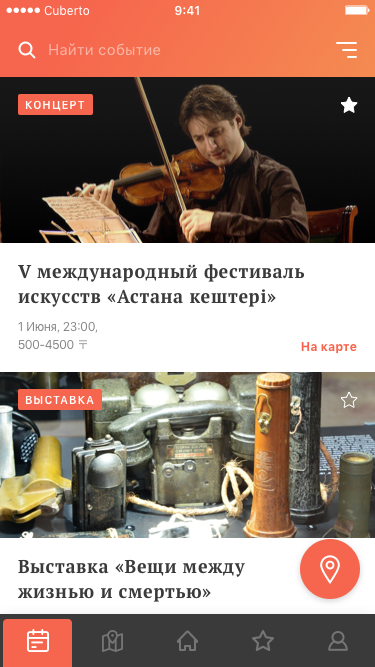 Cuberto
9:41
Найти событие
КОНЦЕРТ
V международный фестиваль
искусств «Астана кештері»
1 Июня, 23:00,
500-4500 ₸
На карте
ВЫСТАВКА
Выставка «Вещи между
жизнью и смертью»